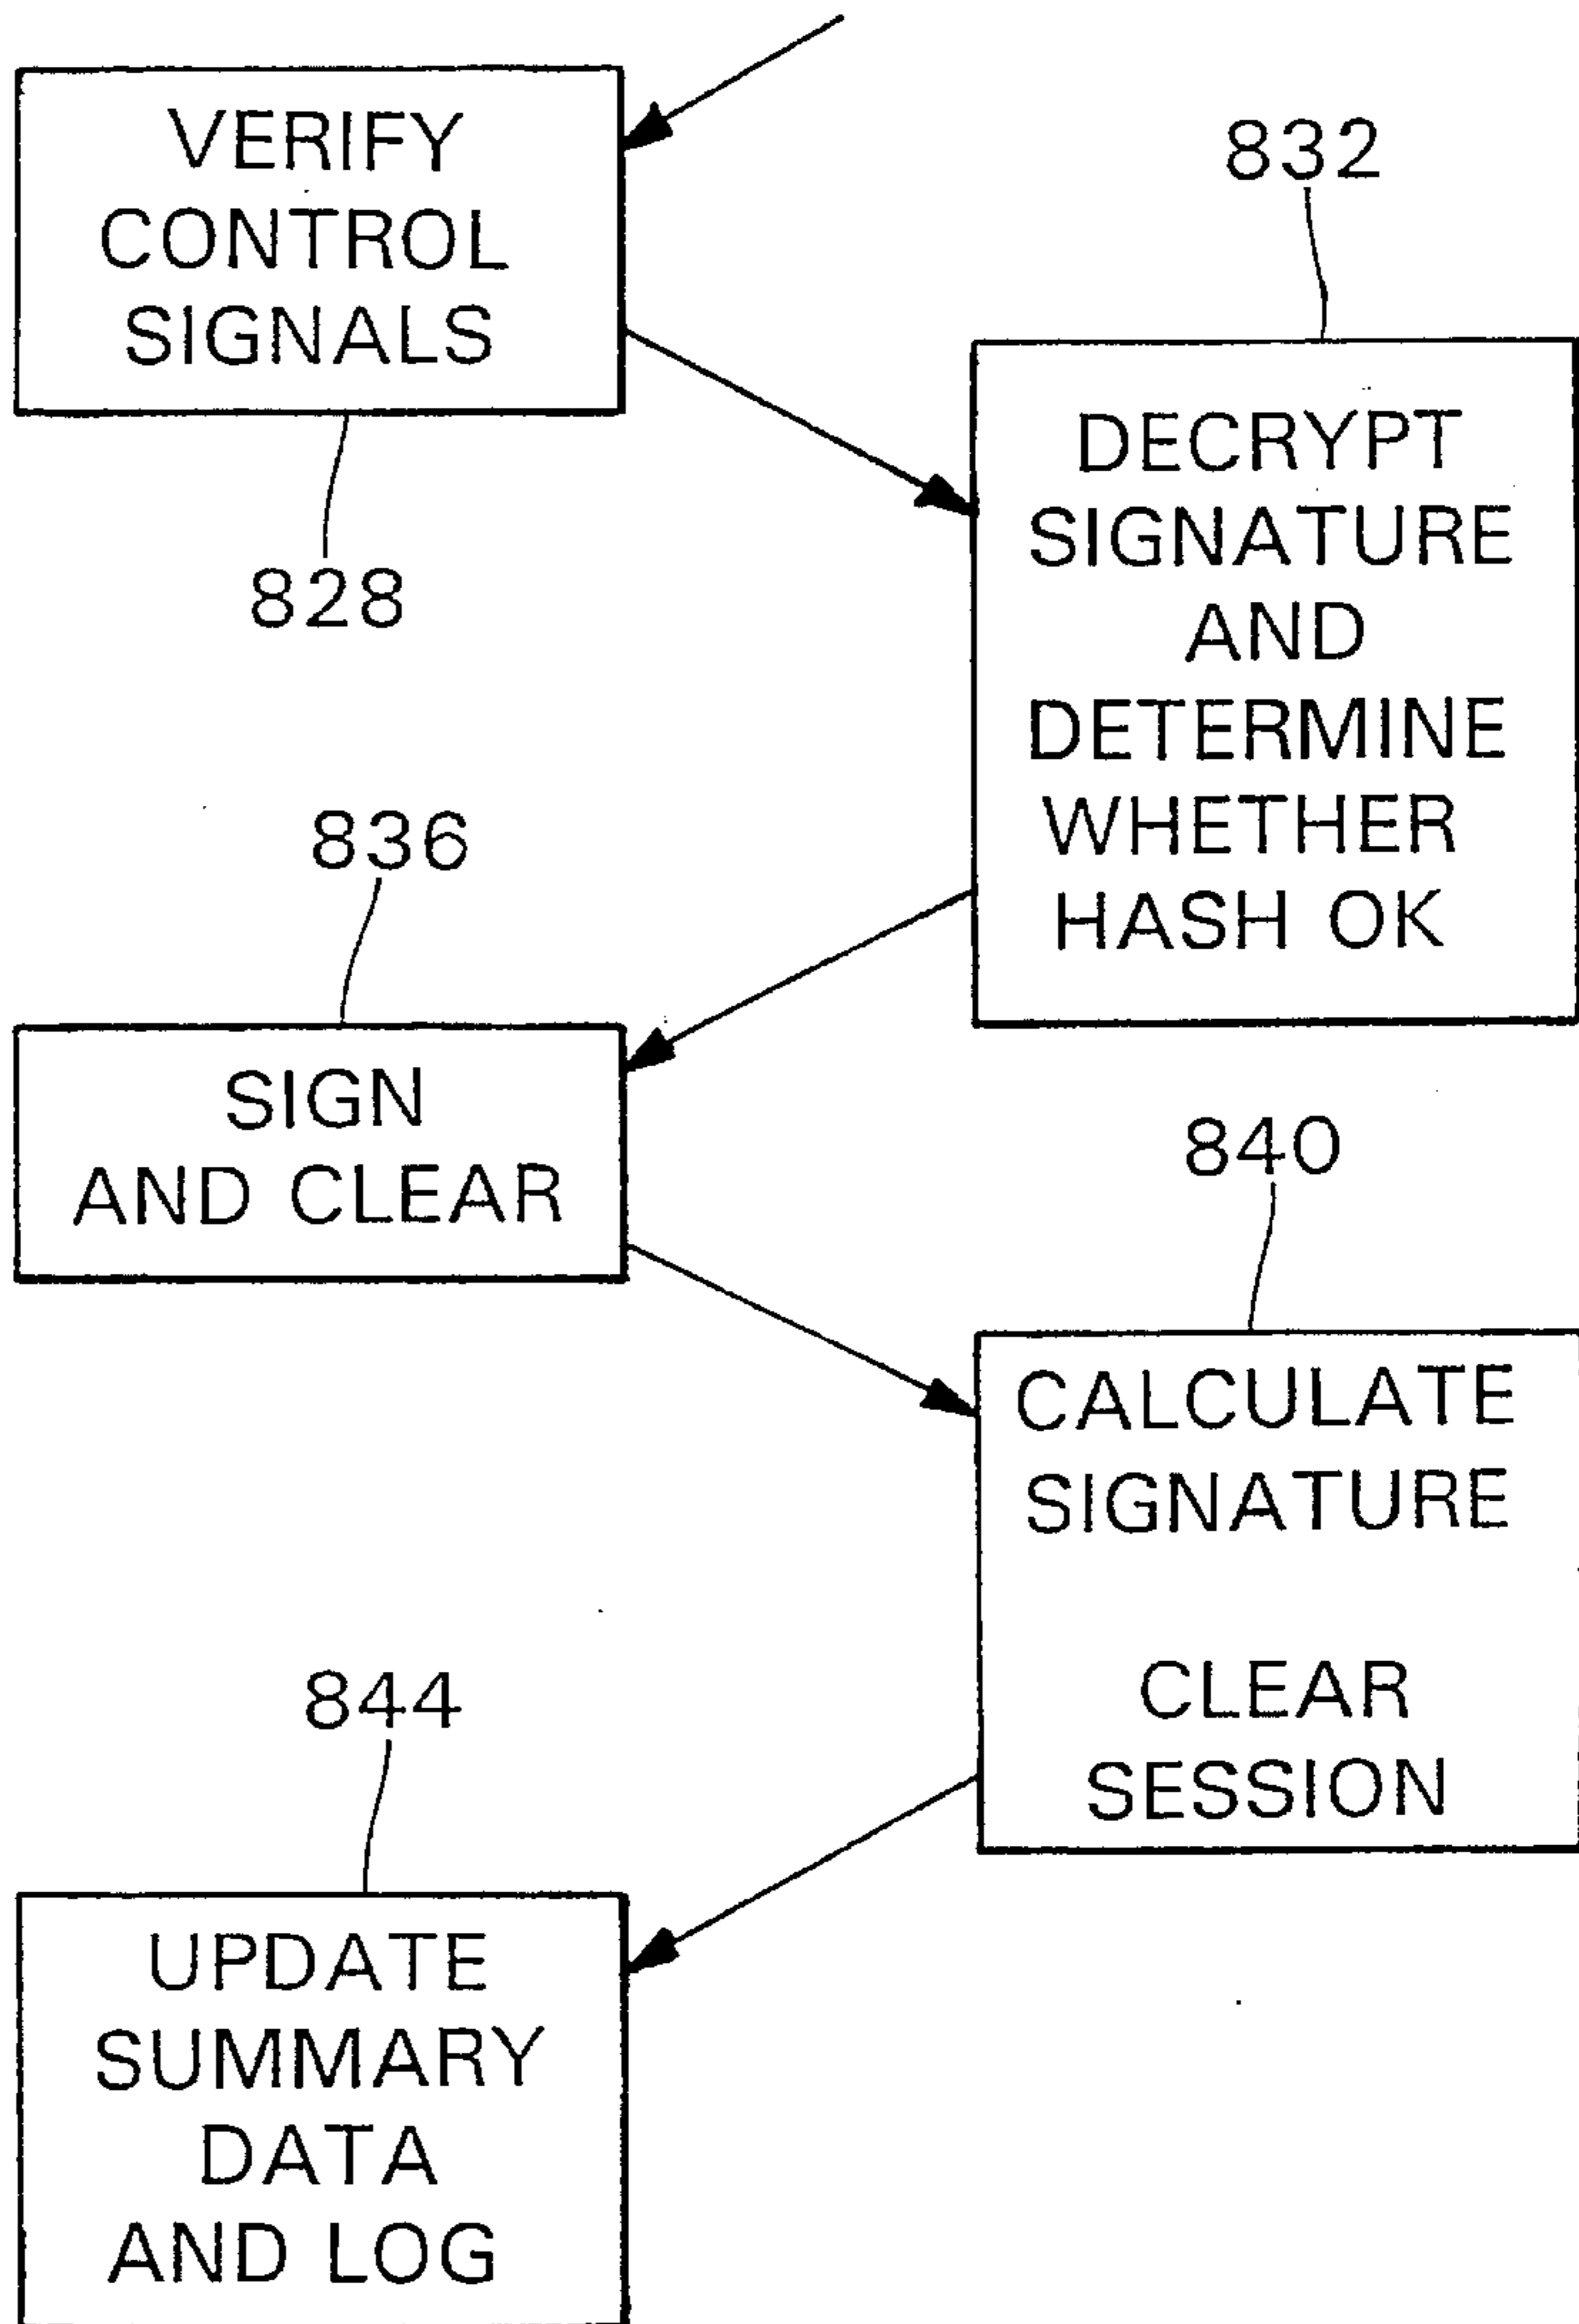 VERIFY
CONTROL
SIGNALS
828
832
DECRYPT
SIGNATURE
AND
DETERMINE
WHETHER
HASH OK
836
SIGN
AND CLEAR
840
CALCULATE
SIGNATURE
CLEAR
SESSION
844
UPDATE
SUMMARY
DATA
AND LOG